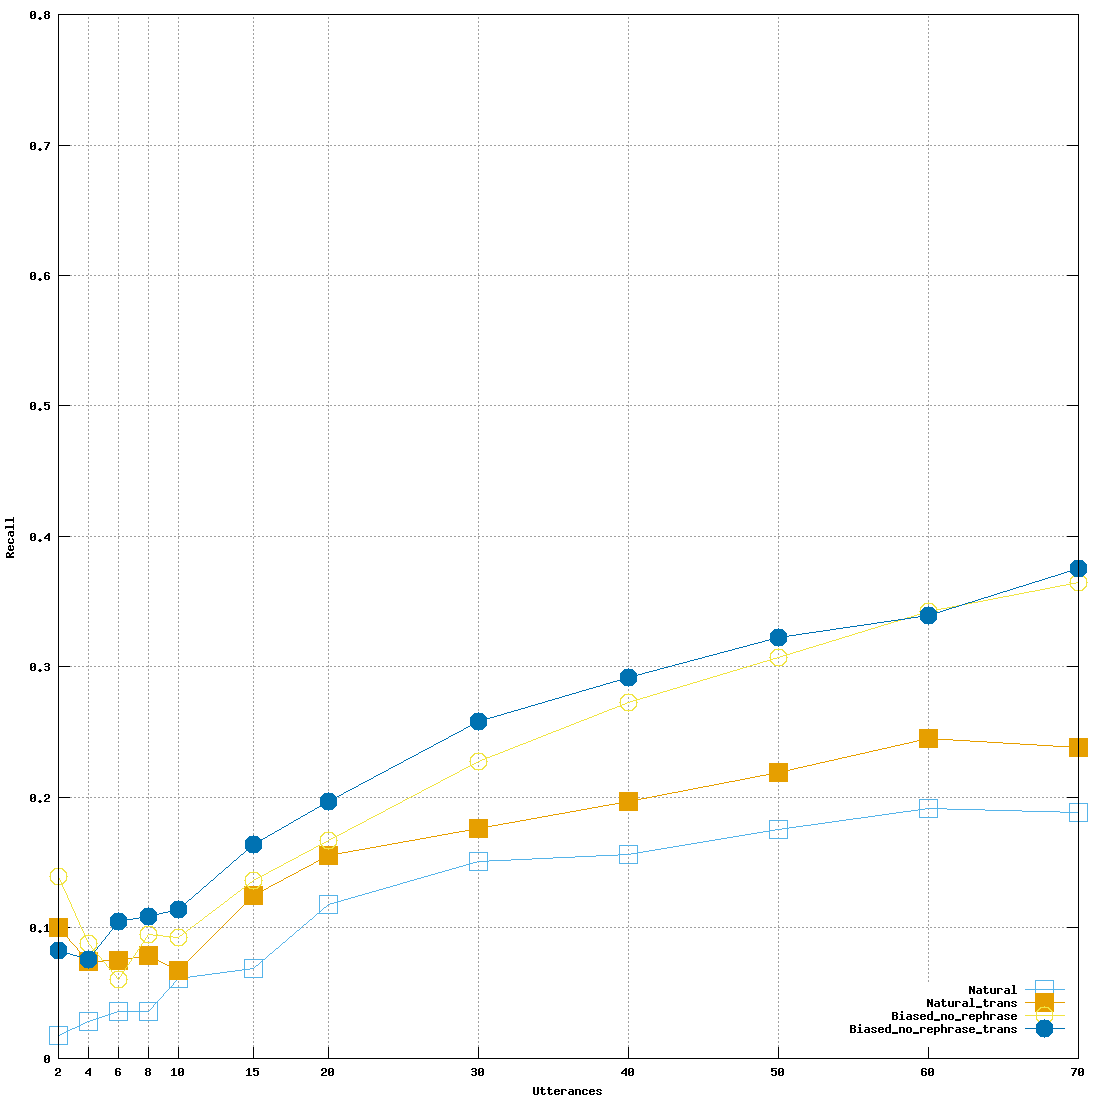 0.8
0.7
0.6
0.5
0.4
0.3
0.2
0.1
0
Recall
2 4 6 8 10 15 20 30 40 50 60 70
Utterances
Natural
Natural_trans
Biased_no_rephrase
Biased_no_rephrase_trans